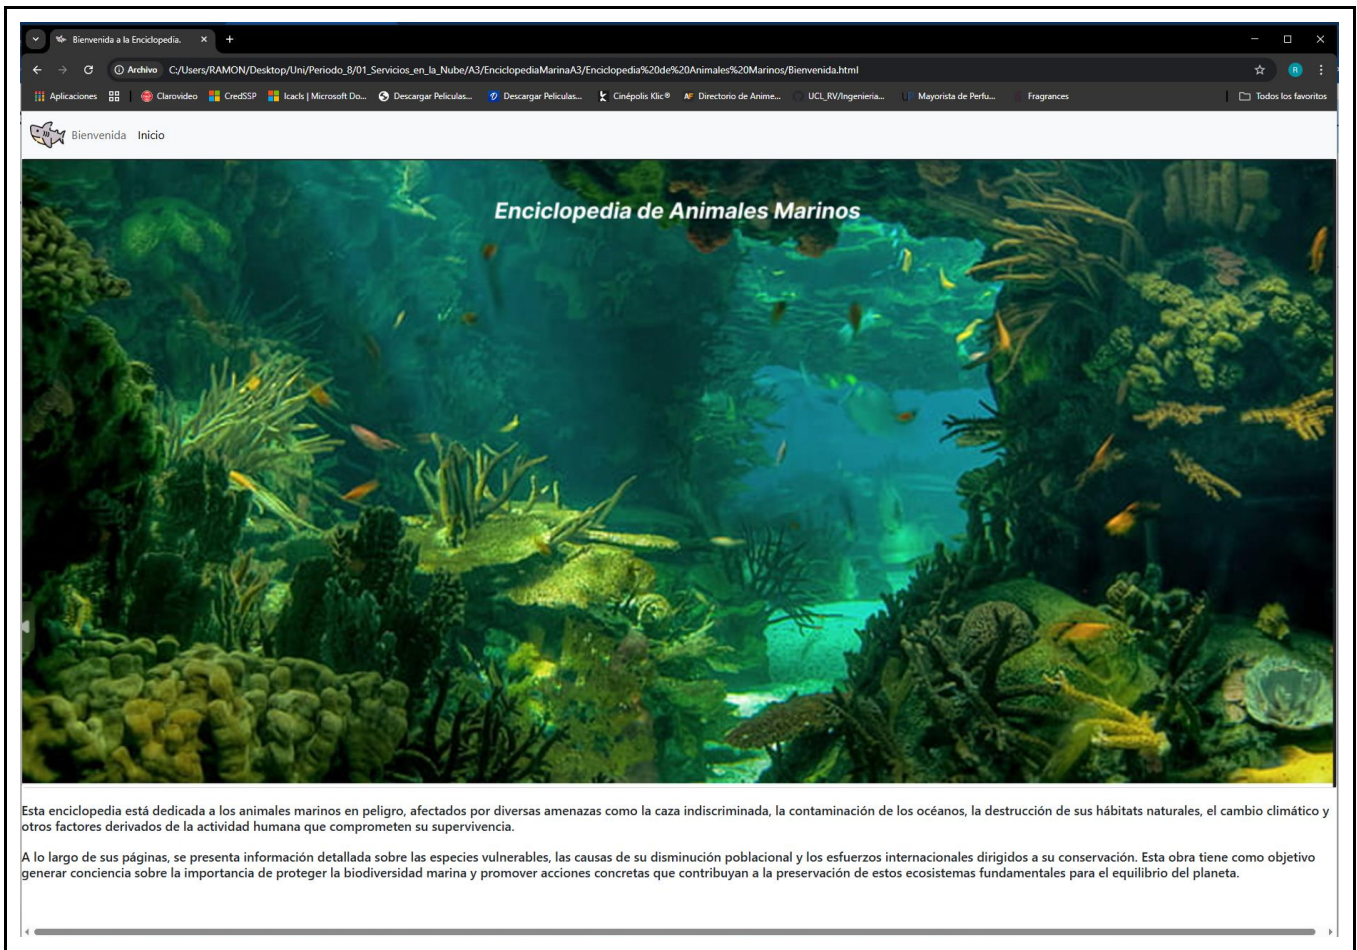 Bienvenida a la Enciclopedia.
Archivo C:/Users/RAMON/Desktop/Uni/Periodo_8/01_Servicios_en_la_Nube/A3/EnciclopediaMarinaA3/Enciclopedia%20de%20Animales%20Marinos/Bienvenida.html
R
Aplicaciones Clarovideo CredSSP Icacls | Microsoft Do... Descargar Peliculas... Descargar Peliculas... Cinépolis Klic® AF Directorio de Anime... UCL_RV/Ingenieria... UF Mayorista de Perfu... Fragrances Todos los favoritos
Bienvenida Inicio
Enciclopedia de Animales Marinos
Esta enciclopedia está dedicada a los animales marinos en peligro, afectados por diversas amenazas como la caza indiscriminada, la contaminación de los océanos, la destrucción de sus hábitats naturales, el cambio climático y
otros factores derivados de la actividad humana que comprometen su supervivencia.
A lo largo de sus páginas, se presenta información detallada sobre las especies vulnerables, las causas de su disminución poblacional y los esfuerzos internacionales dirigidos a su conservación. Esta obra tiene como objetivo
generar conciencia sobre la importancia de proteger la biodiversidad marina y promover acciones concretas que contribuyan a la preservación de estos ecosistemas fundamentales para el equilibrio del planeta.